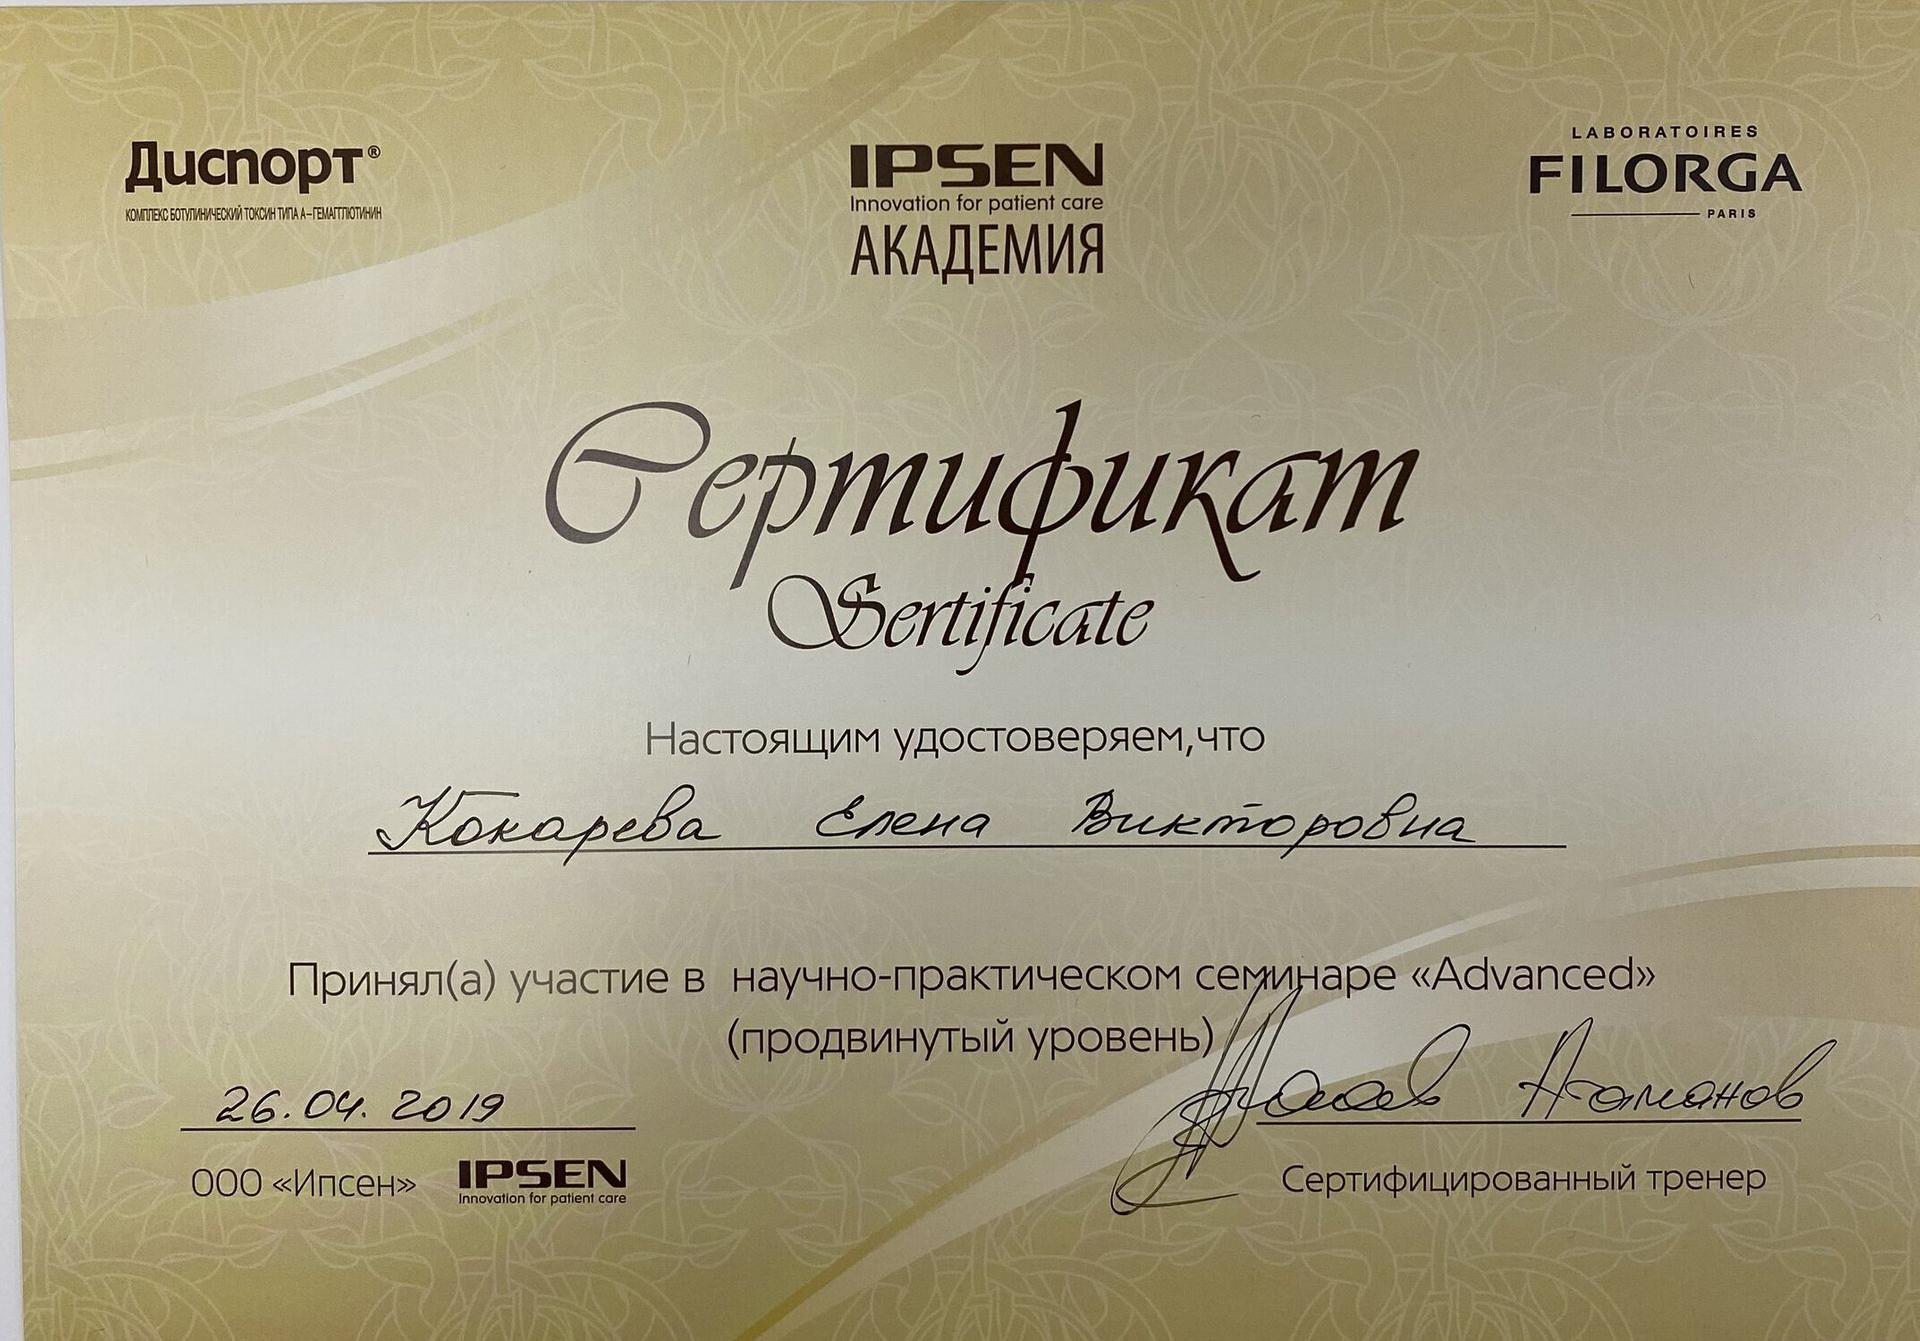 Диспорт®
КОМПЛЕКС БОТУЛИНИЧЕСКИЙ ТОКСИН ТИПА А–ГЕМАГГЛЮТИНИН
IPSEN
Innovation for patient care
АКАДЕМИЯ
LABORATOIRES
FILORGA
PARIS
Сертификат
Sertificate
Настоящим удостоверяем,что
Кокарева Елена Викторовна
Принял(а) участие в научно-практическом семинаре «Advanced»
(продвинутый уровень)
26.04.2019
Атаманов
ООО «Ипсен» IPSEN
Innovation for patient care
Сертифицированный тренер